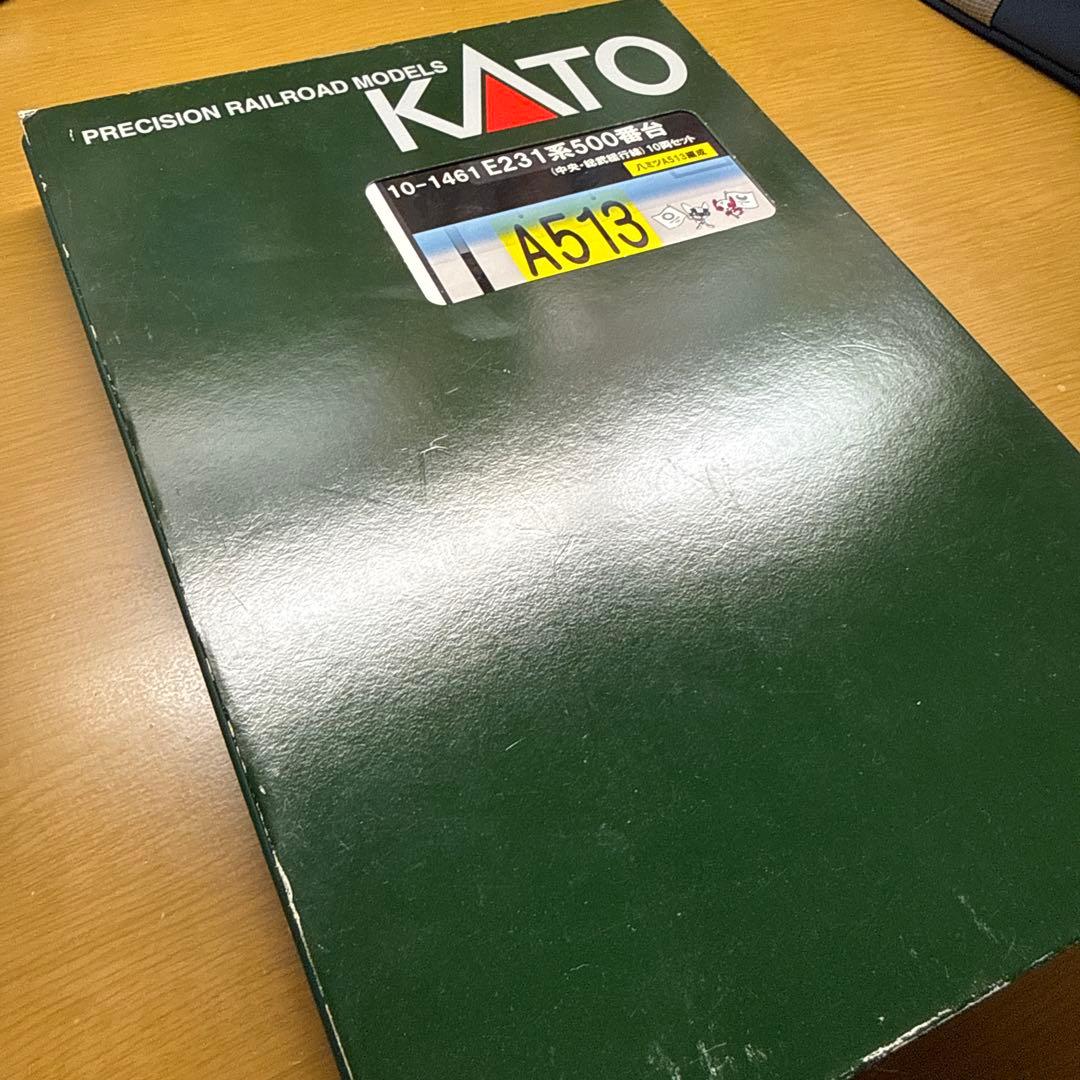 PRECISION RAILROAD MODELS
KATO
10-1461 E231系500番台
(中央・総武緩行線) 10両セット
八ミツA513編成
A513